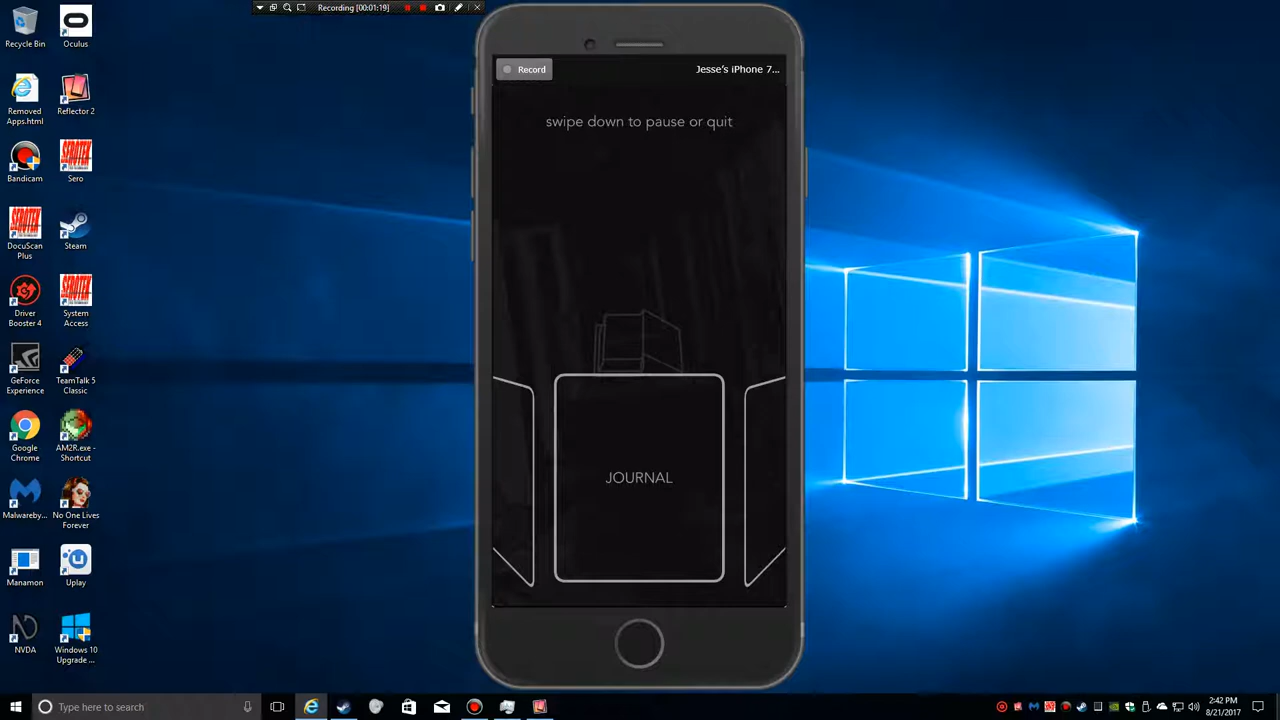 Recording [00:01:19]
Recycle Bin
Oculus
Removed Apps.html
Reflector 2
Bandicam
SEROTEK
Sero
SEROTEK
DocuScan Plus
Steam
Driver Booster 4
SEROTEK
System Access
GeForce Experience
TeamTalk 5 Classic
Google Chrome
AM2R.exe - Shortcut
Malwareby...
No One Lives Forever
Manamon
Uplay
NVDA
Windows 10 Upgrade ...
Record
Jesse's iPhone 7...
swipe down to pause or quit
JOURNAL
Type here to search
2:42 PM
8/21/2017